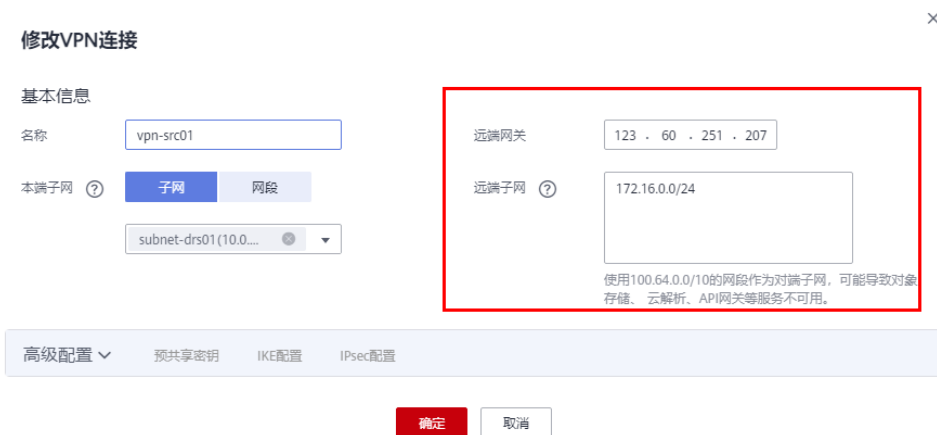 修改VPN连接
基本信息
名称 vpn-src01
远端网关 123 . 60 . 251 . 207
本端子网 ? 子网 网段
subnet-drs01(10.0....
远端子网 ? 172.16.0.0/24
使用100.64.0.0/10的网段作为对端子网，可能导致对象
存储、 云解析、API网关等服务不可用。
高级配置 预共享密钥 IKE配置 IPsec配置
确定 取消